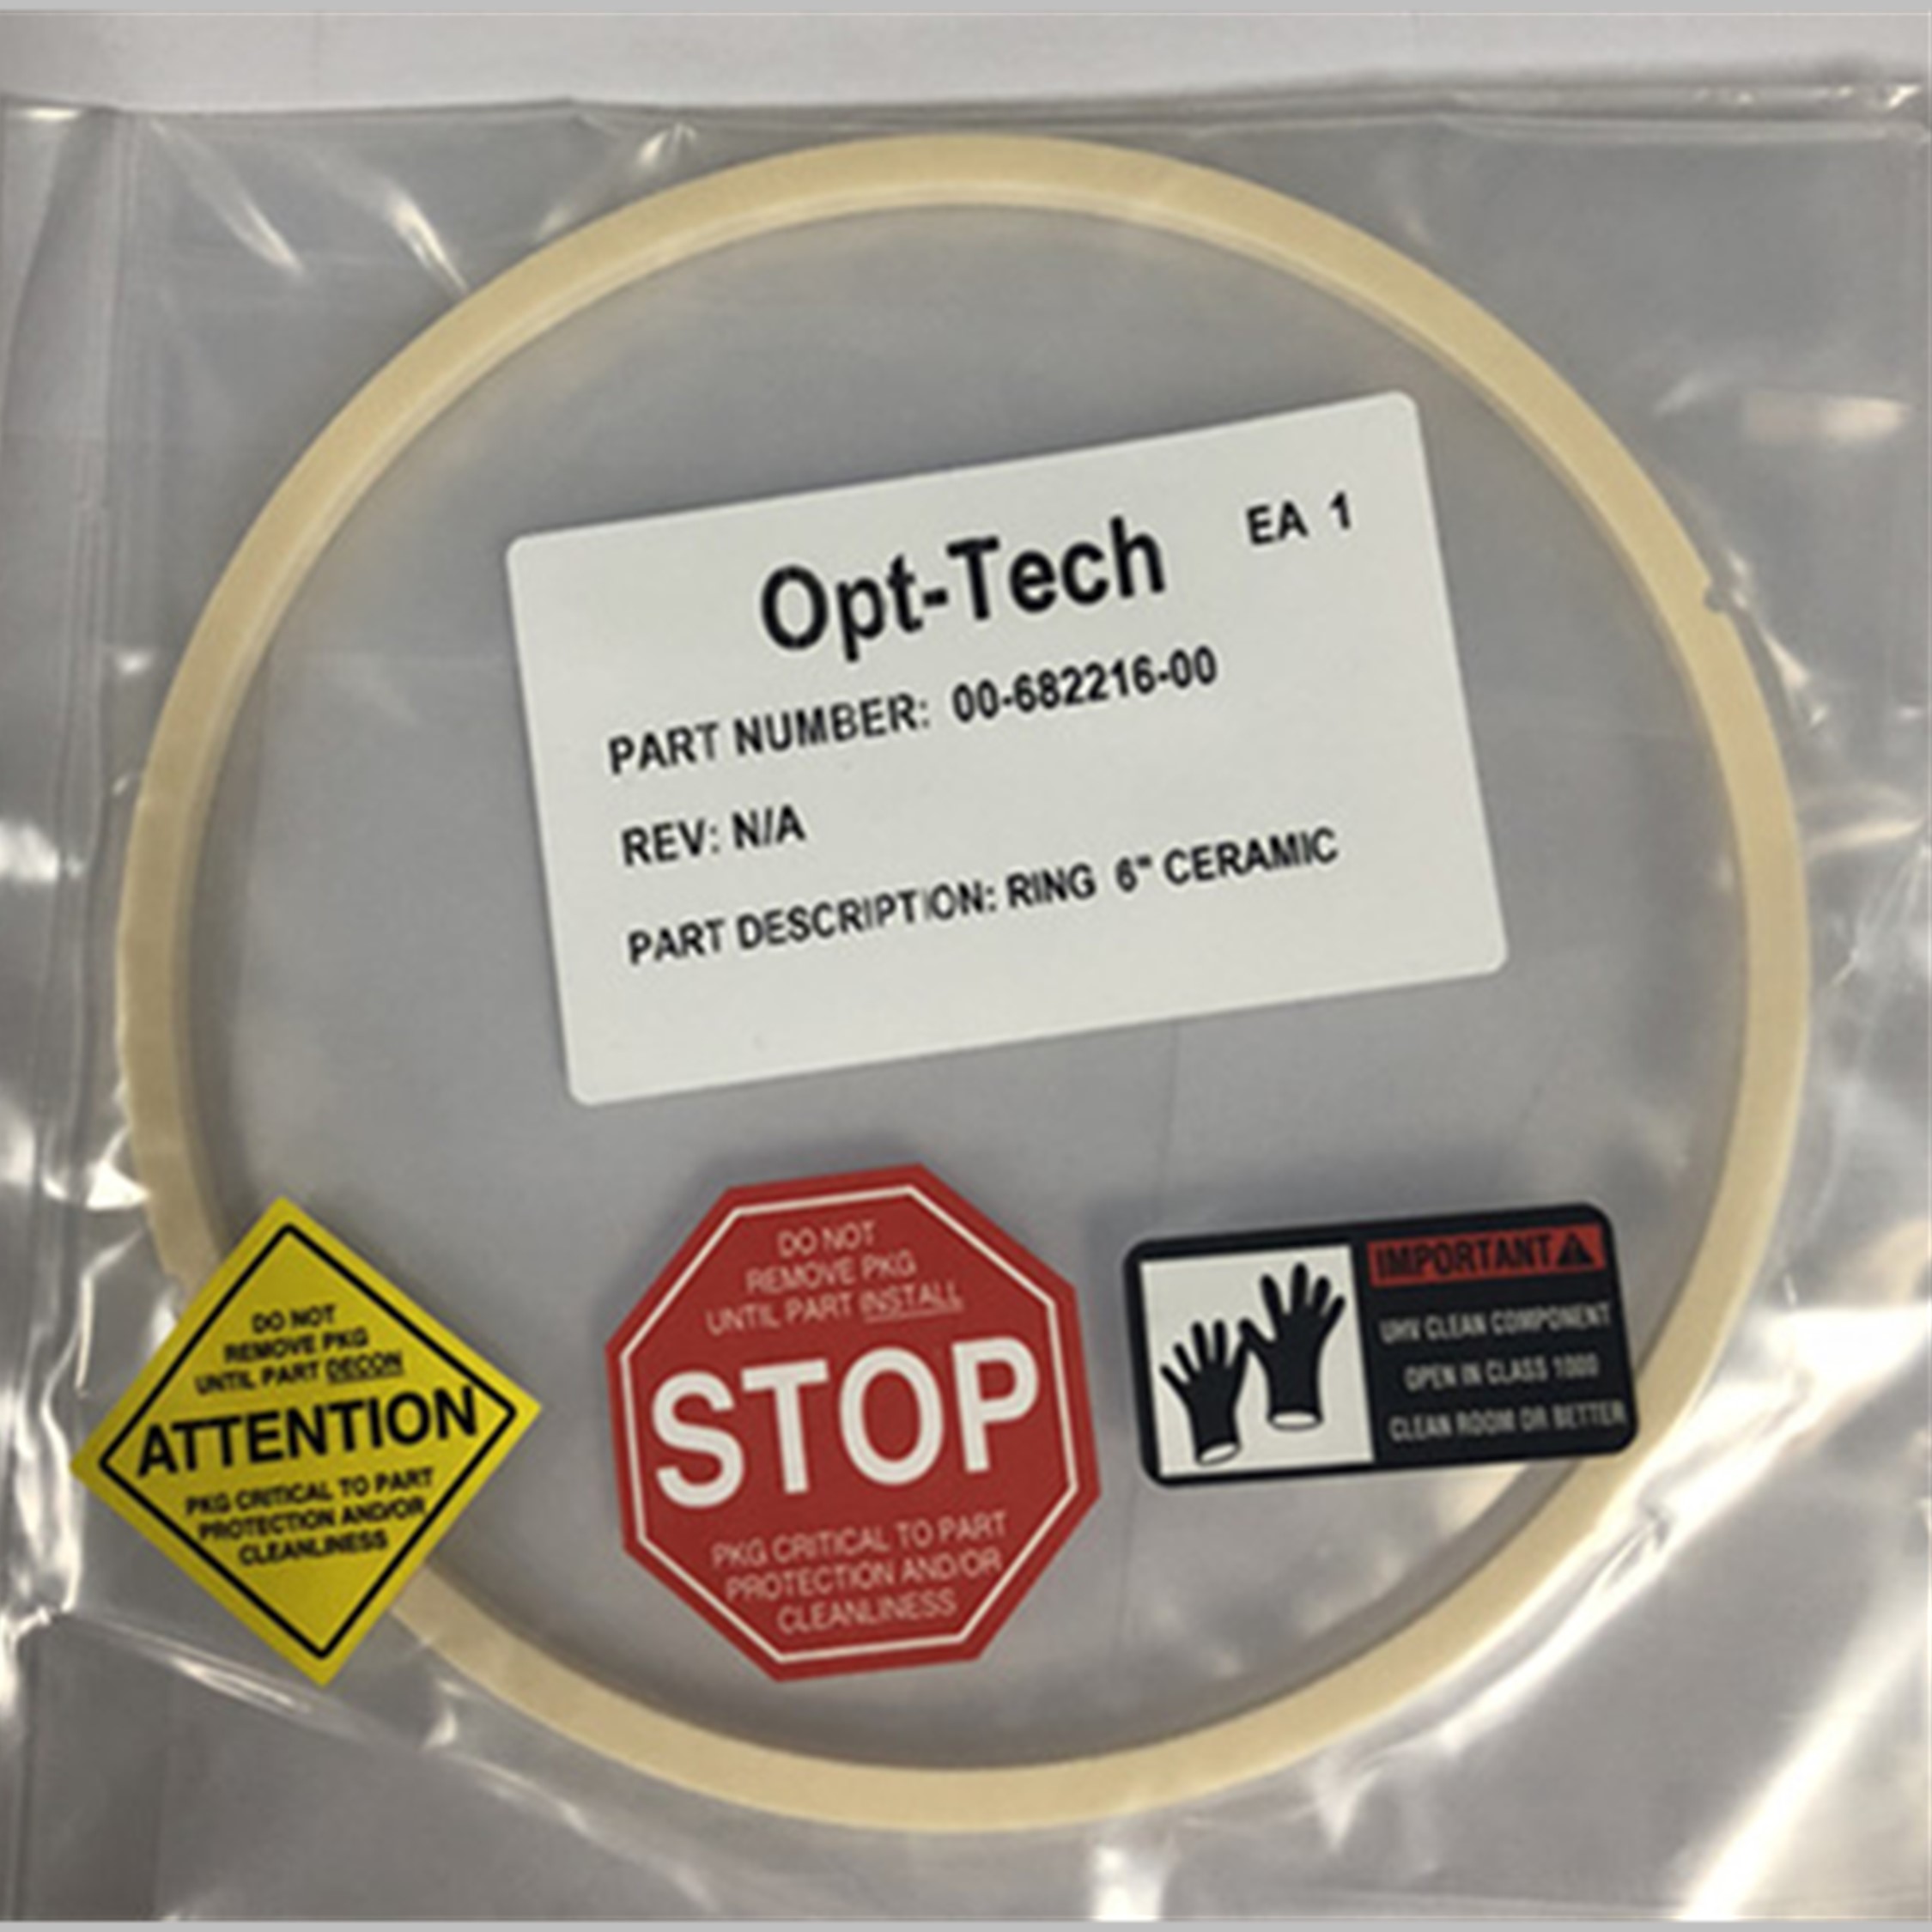 Opt-Tech EA 1
PART NUMBER: 00-682216-00
REV: N/A
PART DESCRIPTION: RING 6" CERAMIC
DO NOT
REMOVE PKG
UNTIL PART DECON
ATTENTION
PKG CRITICAL TO PART
PROTECTION AND/OR
CLEANLINESS
DO NOT
REMOVE PKG
UNTIL PART INSTALL
STOP
PKG CRITICAL TO PART
PROTECTION AND/OR
CLEANLINESS
IMPORTANT
UHV CLEAN COMPONENT
OPEN IN CLASS 1000
CLEAN ROOM OR BETTER